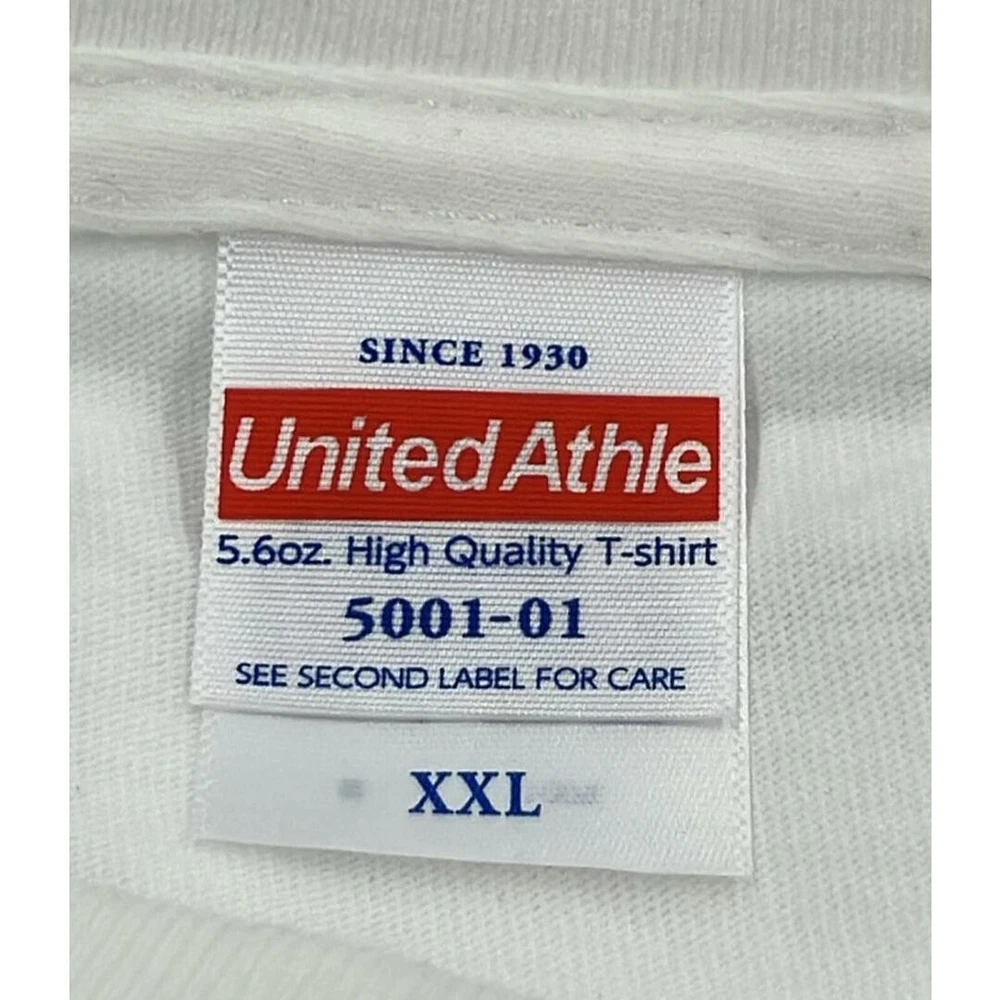 SINCE 1930
United Athle
5.6oz. High Quality T-shirt
5001-01
SEE SECOND LABEL FOR CARE
XXL